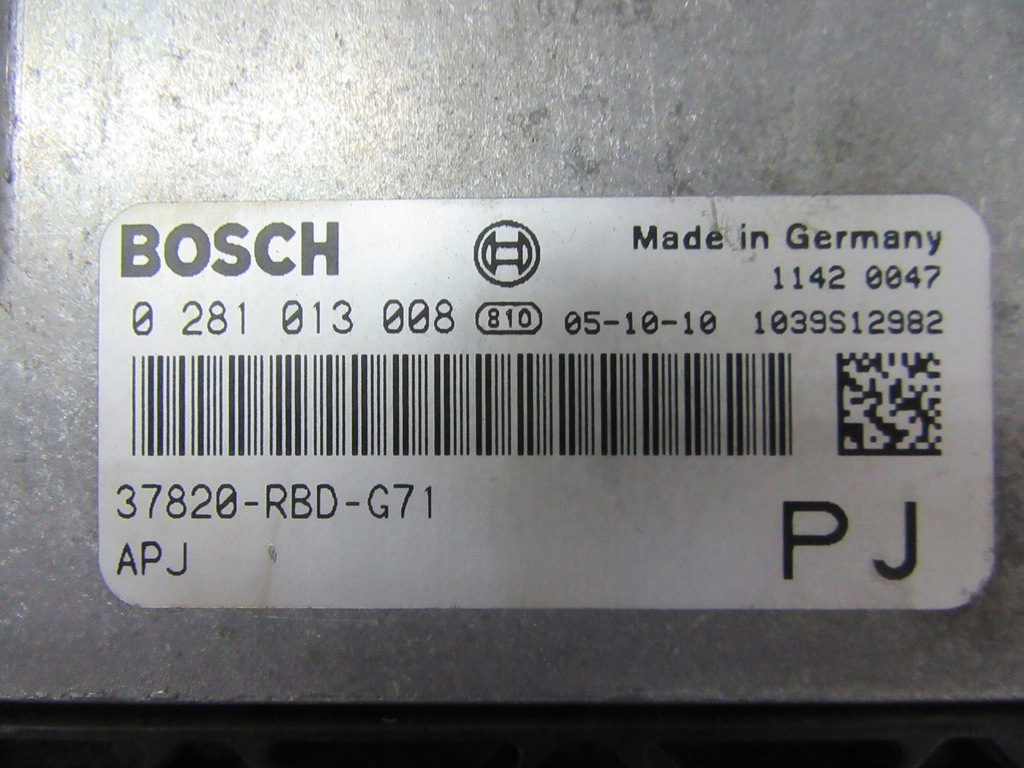 BOSCH Made in Germany
1142 0047
0 281 013 008 810 05-10-10 1039S12982
37820-RBD-G71
APJ PJ